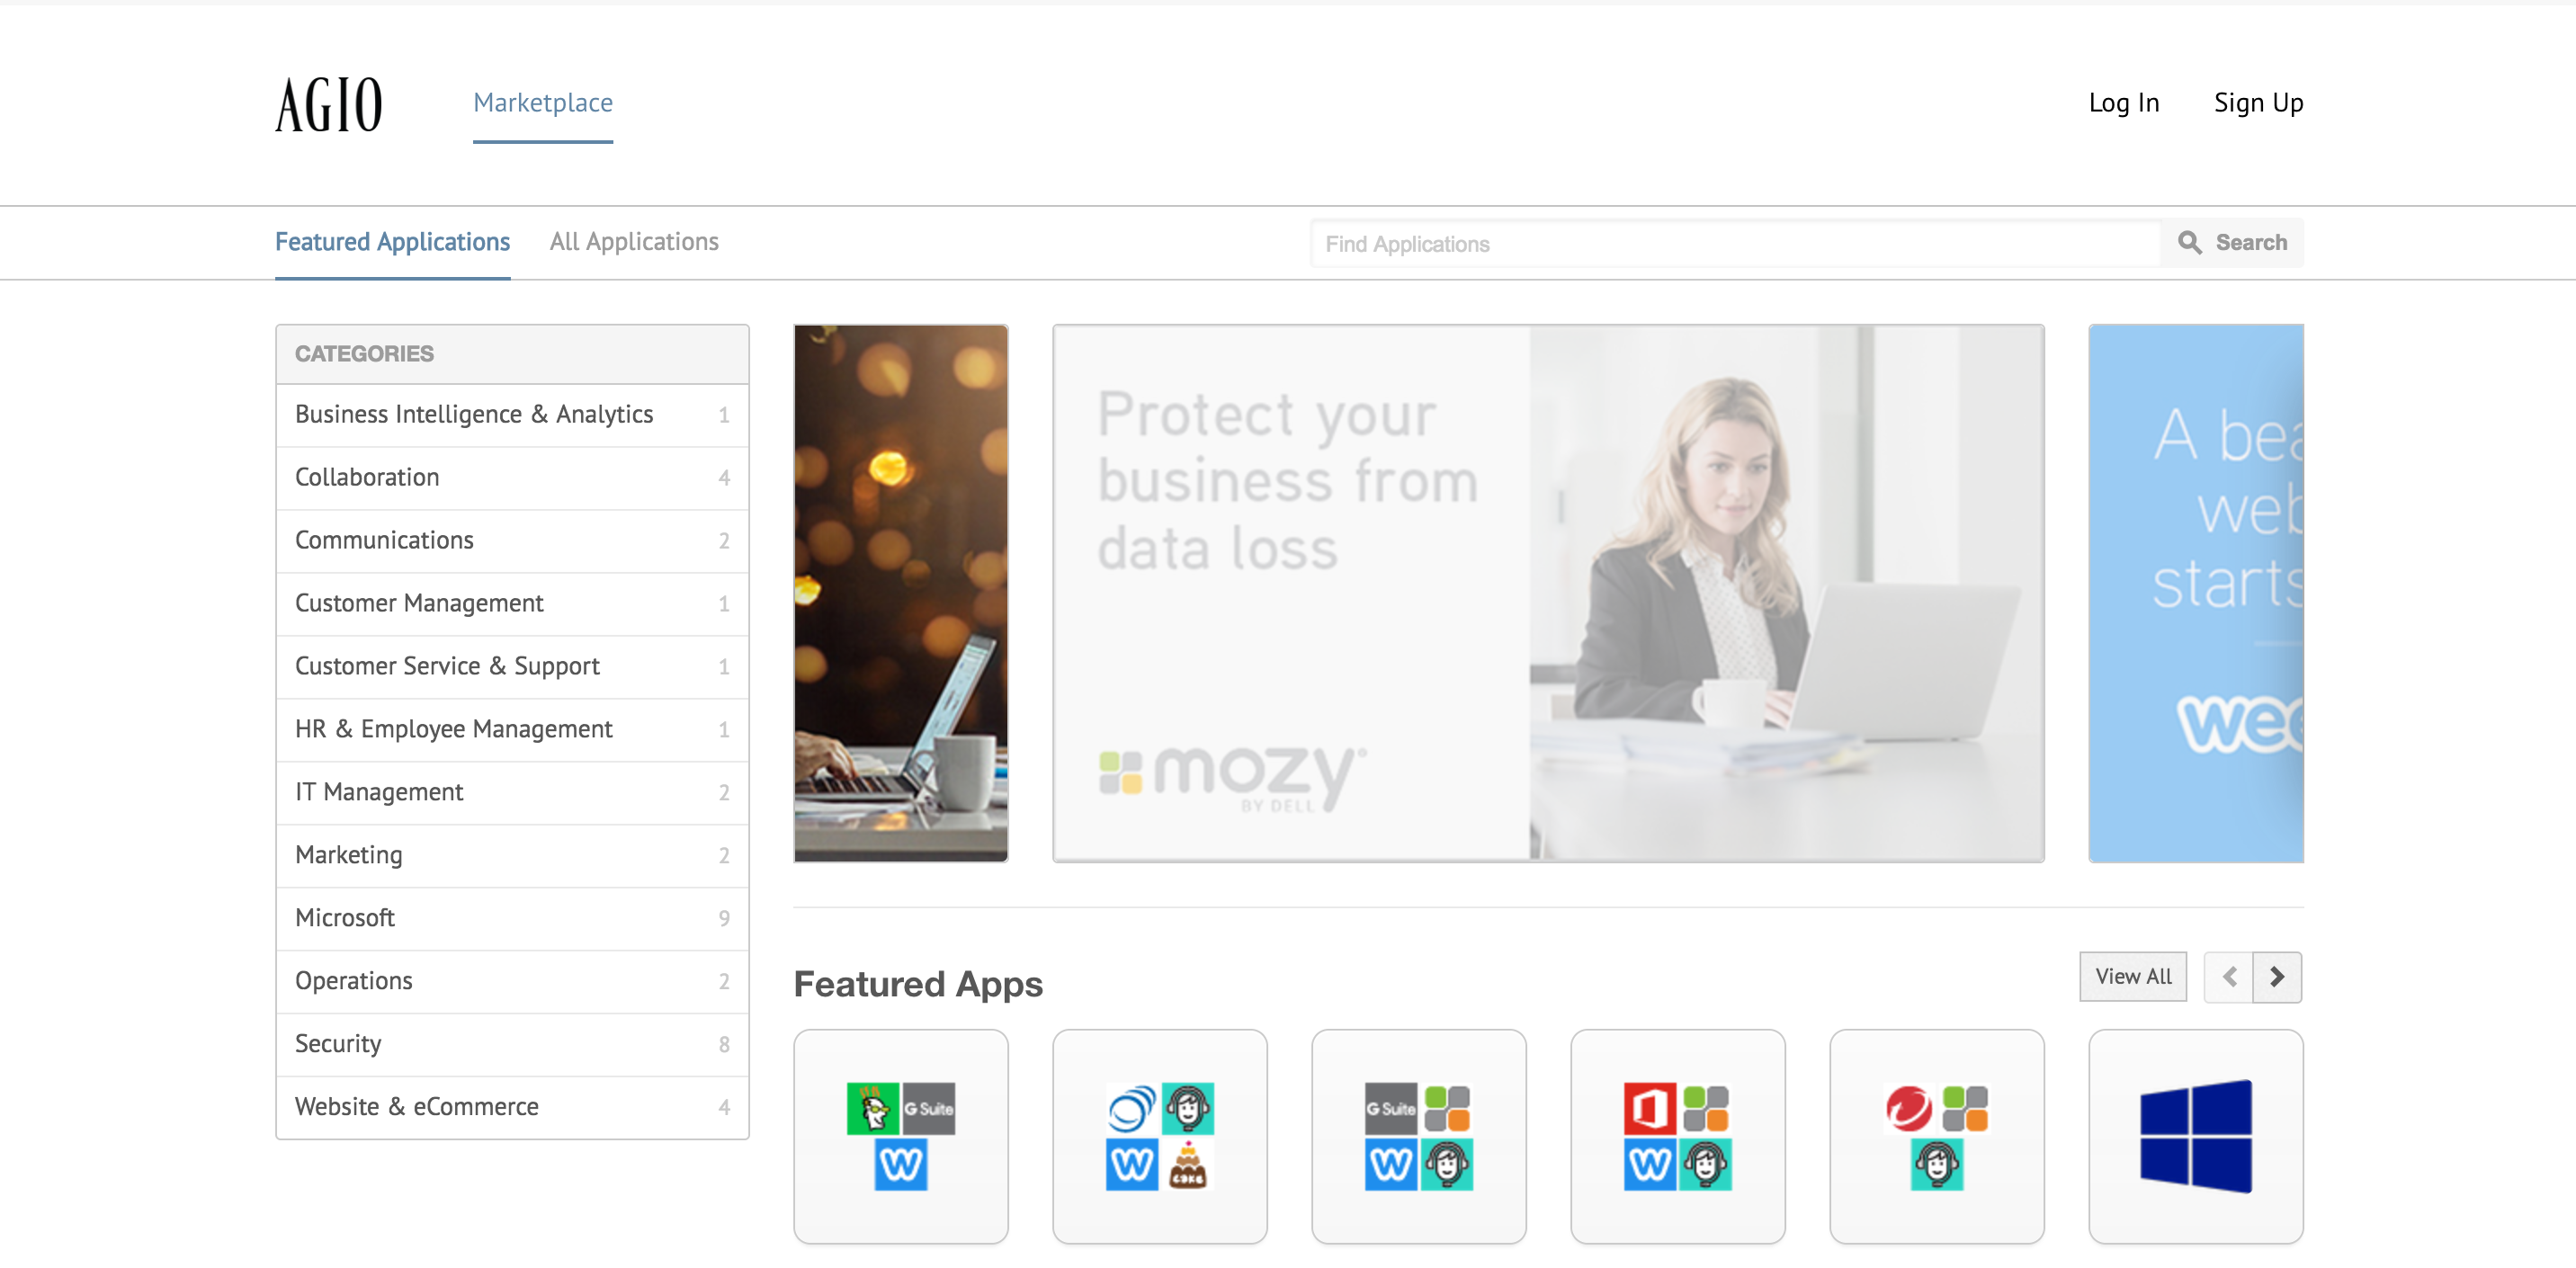 AGIO
Marketplace
Log In
Sign Up
Featured Applications
All Applications
Find Applications
Search
CATEGORIES
Business Intelligence & Analytics 1
Collaboration 4
Communications 2
Customer Management 1
Customer Service & Support 1
HR & Employee Management 1
IT Management 2
Marketing 2
Microsoft 9
Operations 2
Security 8
Website & eCommerce 4
Protect your
business from
data loss
mozy®
BY DELL
A bea
web
starts
wee
Featured Apps
View All
G Suite
W
W
cake
G Suite
W
W